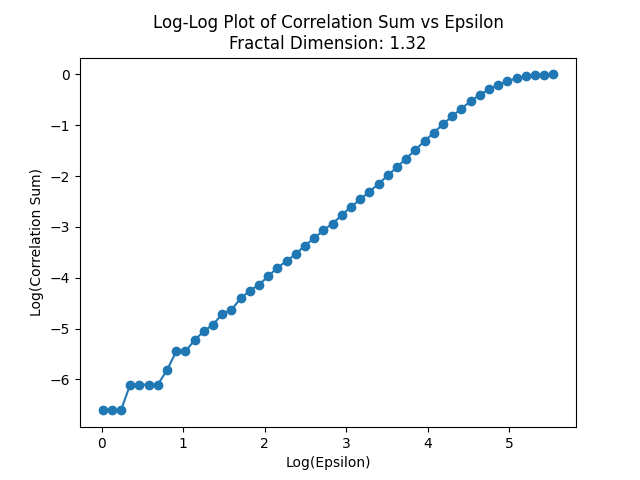 Log-Log Plot of Correlation Sum vs Epsilon
Fractal Dimension: 1.32
0
−1
−2
−3
−4
−5
−6
Log(Correlation Sum)
0 1 2 3 4 5
Log(Epsilon)